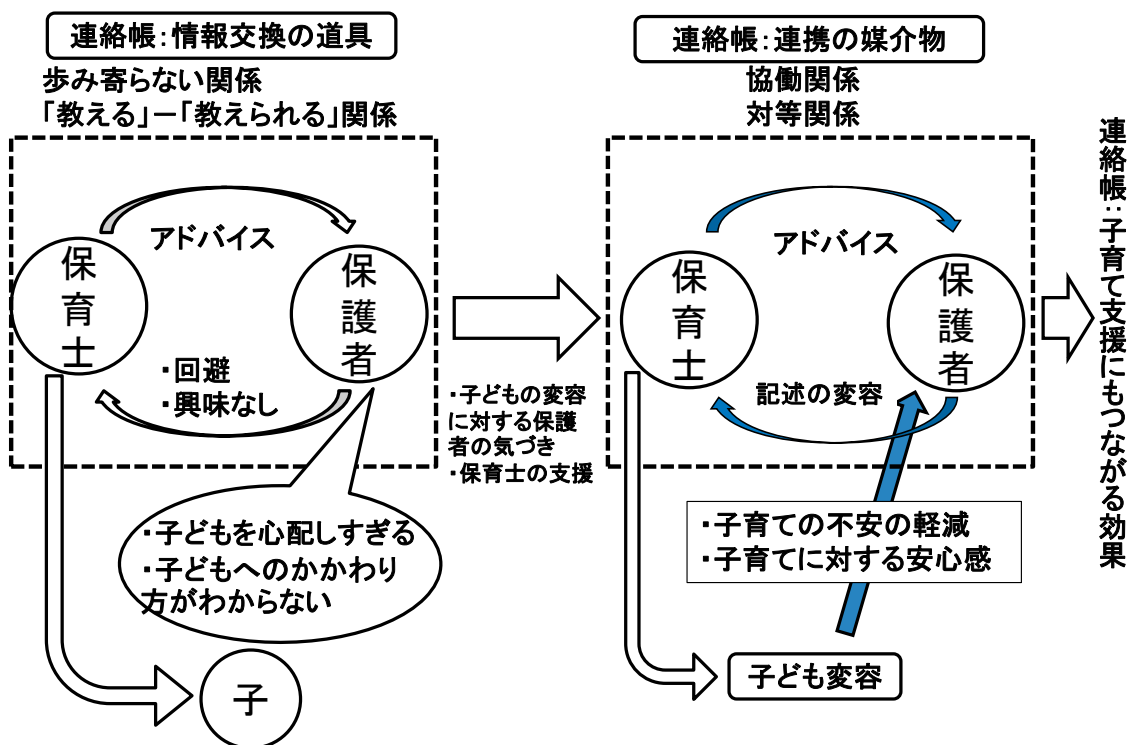 連絡帳:情報交換の道具
歩み寄らない関係
「教える」－「教えられる」関係
アドバイス
保育士
保護者
・回避
・興味なし
・子どもを心配しすぎる
・子どもへのかかわり
方がわからない
子
・子どもの変容
に対する保護
者の気づき
・保育士の支援
連絡帳:連携の媒介物
協働関係
対等関係
アドバイス
保育士
保護者
記述の変容
・子育ての不安の軽減
・子育てに対する安心感
子ども変容
連絡帳:子育て支援にもつながる効果